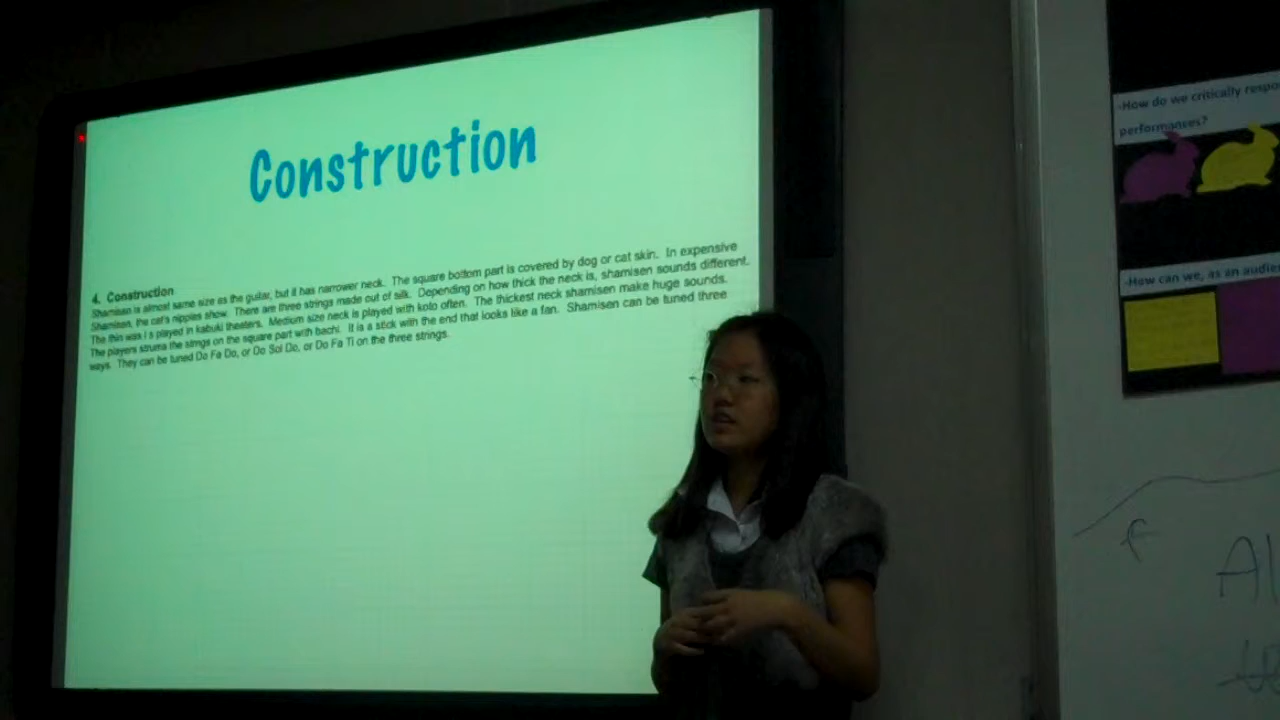 Construction
4. Construction
Shamisen is almost same size as the guitar, but it has narrower neck. The square bottom part is covered by dog or cat skin. In expensive
Shamisen, the cat's nipples show. There are three strings made out of silk. Depending on how thick the neck is, shamisen sounds different.
The thin was I s played in kabuki theaters. Medium size neck is played with koto often. The thickest neck shamisen make huge sounds.
The players strums the strings on the square part with bachi. It is a stick with the end that looks like a fan. Shamisen can be tuned three
ways. They can be tuned Do Fa Do, or Do Sol Do, or Do Fa Ti on the three strings.
-How do we critically respo
performances?
-How can we, as an audie
f
Al